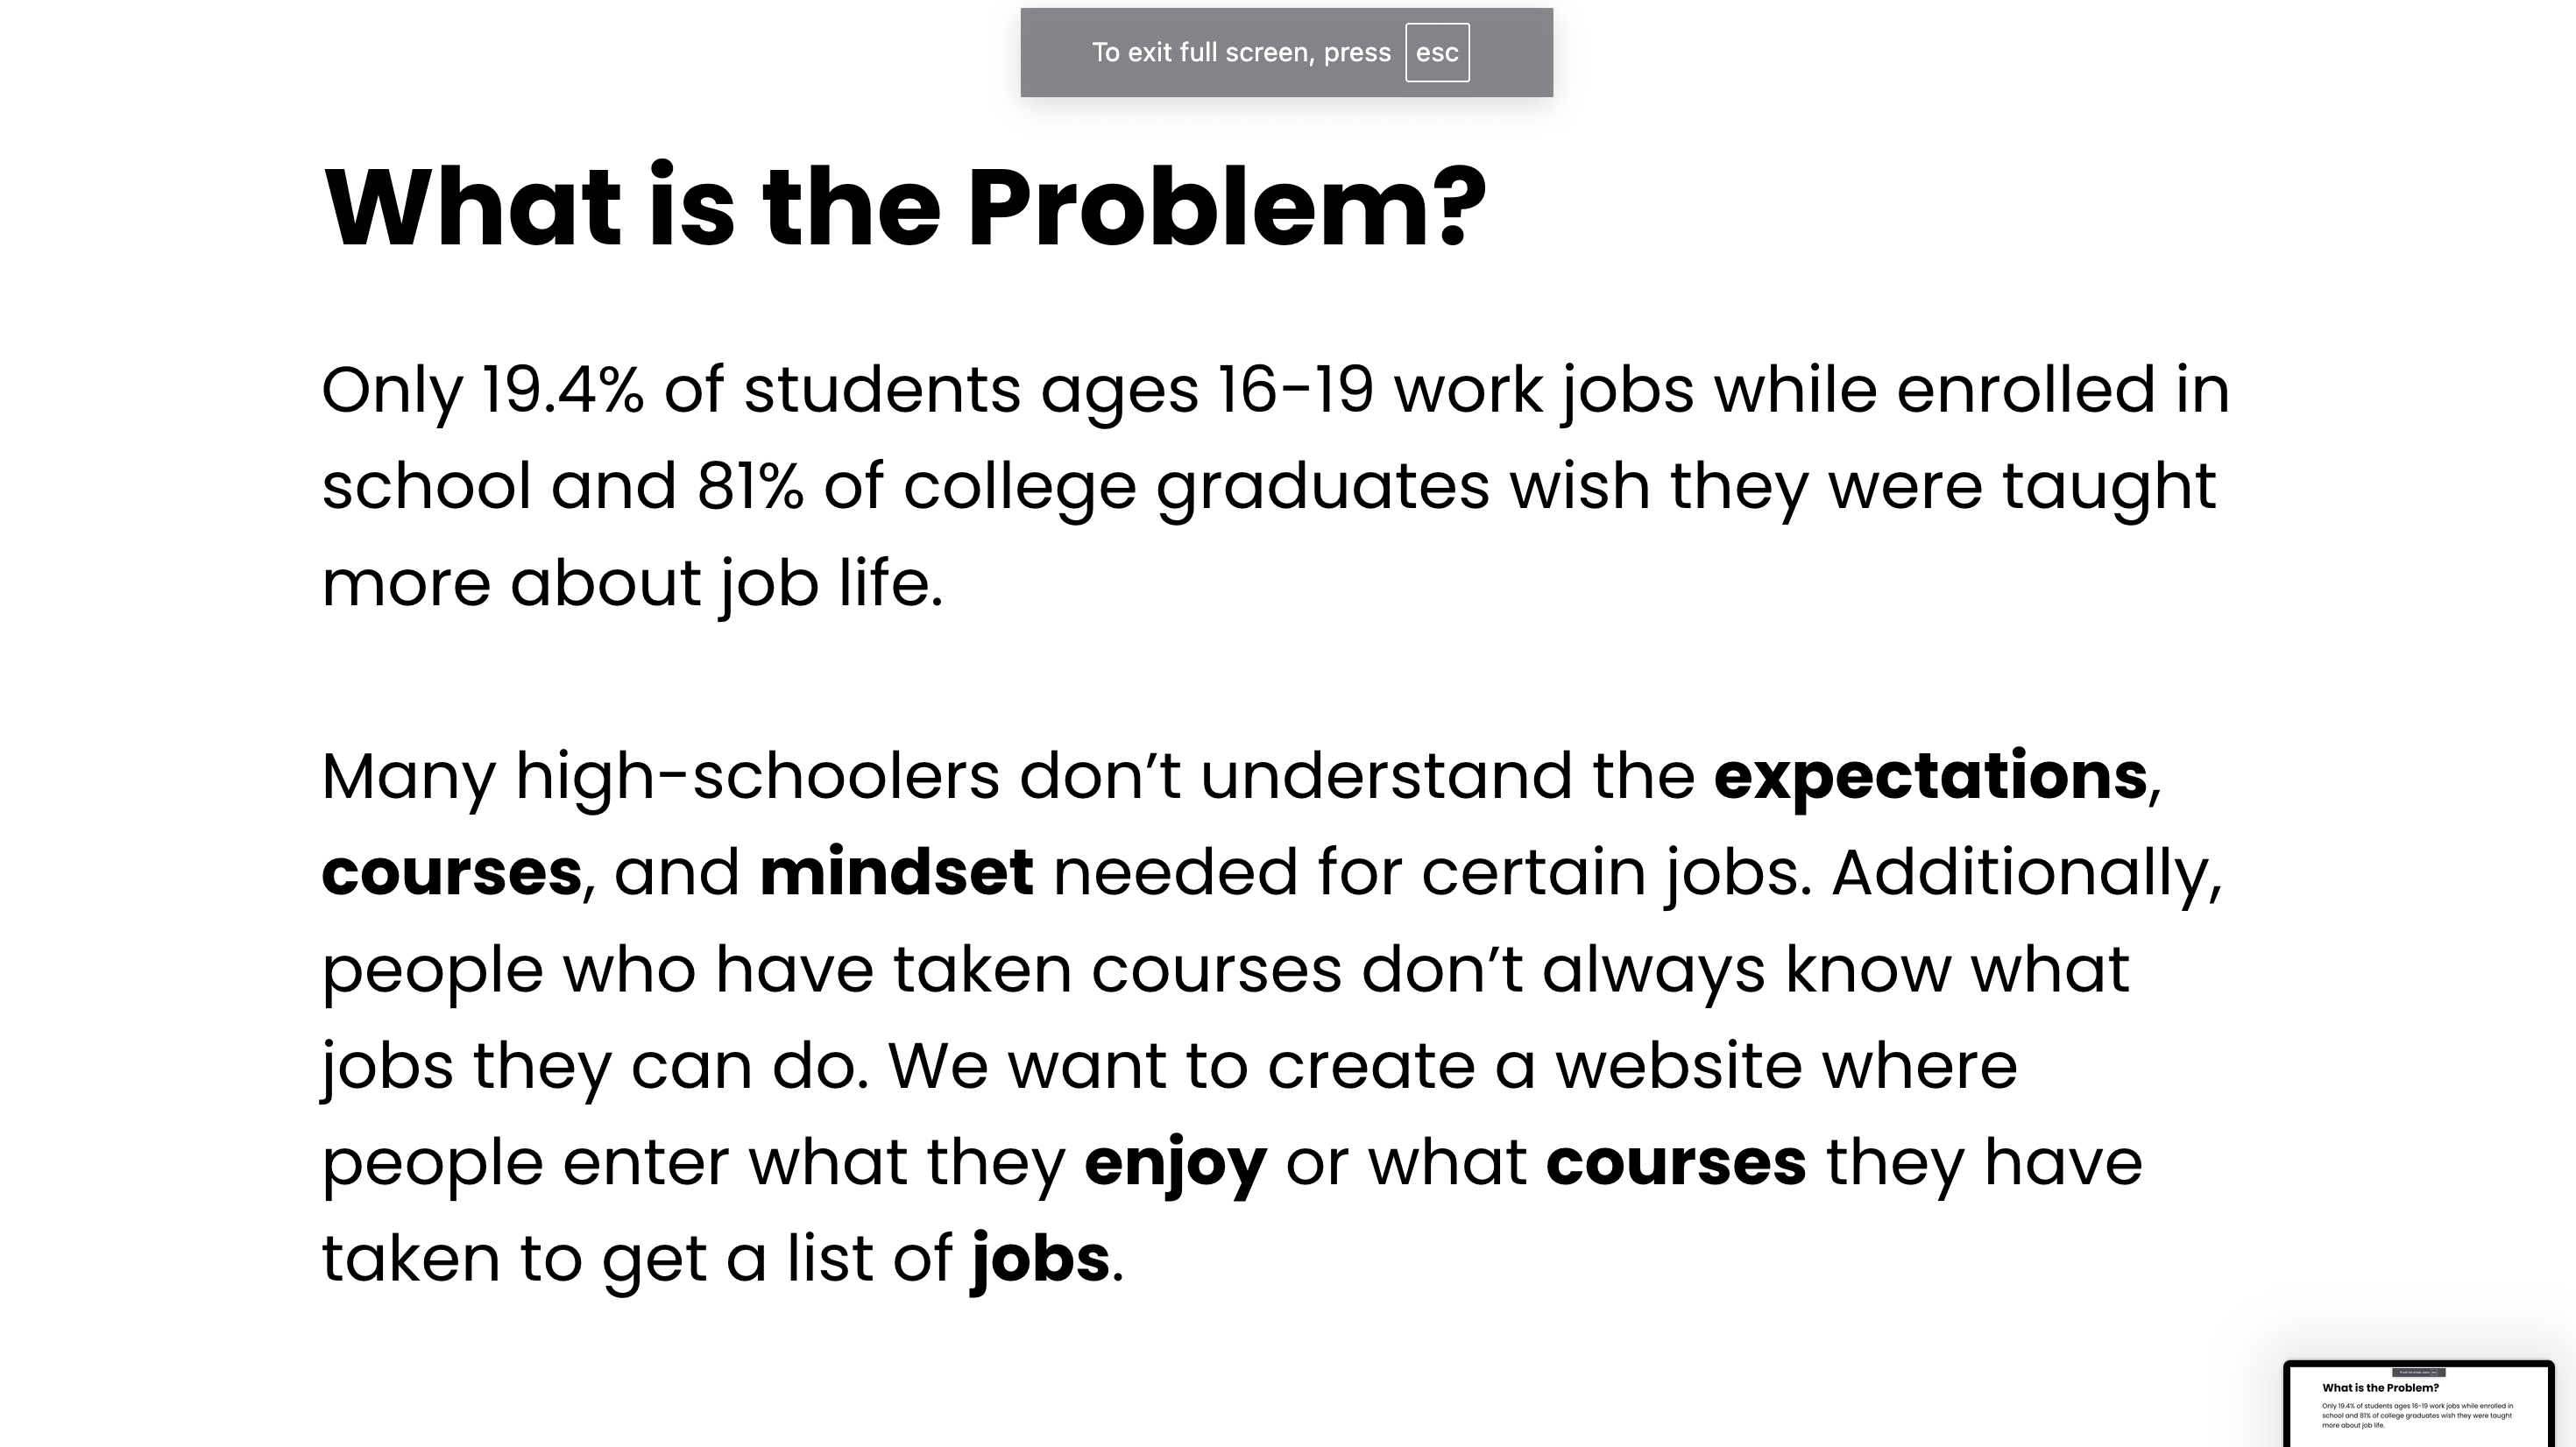 To exit full screen, press esc
What is the Problem?
Only 19.4% of students ages 16-19 work jobs while enrolled in
school and 81% of college graduates wish they were taught
more about job life.
Many high-schoolers don’t understand the expectations,
courses, and mindset needed for certain jobs. Additionally,
people who have taken courses don’t always know what
jobs they can do. We want to create a website where
people enter what they enjoy or what courses they have
taken to get a list of jobs.
What is the Problem?
Only 19.4% of students ages 16-19 work jobs while enrolled in
school and 81% of college graduates wish they were taught
more about job life.